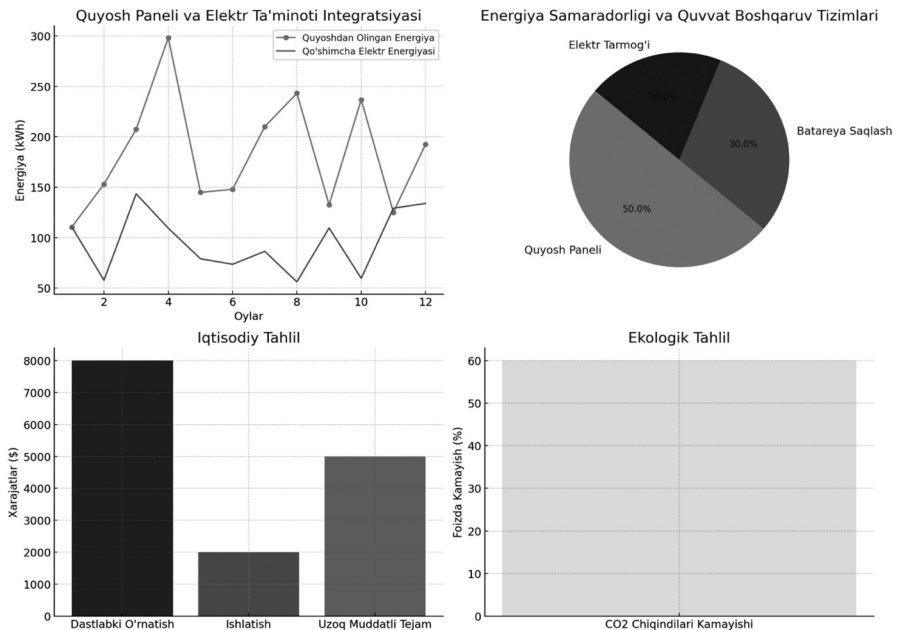 Quyosh Paneli va Elektr Ta'minoti Integratsiyasi
Quyoshdan Olingan Energiya
Qo'shimcha Elektr Energiyasi
Energiya (kWh)
300
250
200
150
100
50
2
4
6
8
10
12
Oylar
Energiya Samaradorligi va Quvvat Boshqaruv Tizimlari
Elektr Tarmog'i
20.0%
Batareya Saqlash
30.0%
50.0%
Quyosh Paneli
Iqtisodiy Tahlil
Xarajatlar ($)
8000
7000
6000
5000
4000
3000
2000
1000
0
Dastlabki O'rnatish
Ishlatish
Uzoq Muddatli Tejam
Ekologik Tahlil
Foizda Kamayish (%)
60
50
40
30
20
10
0
CO2 Chiqindilari Kamayishi